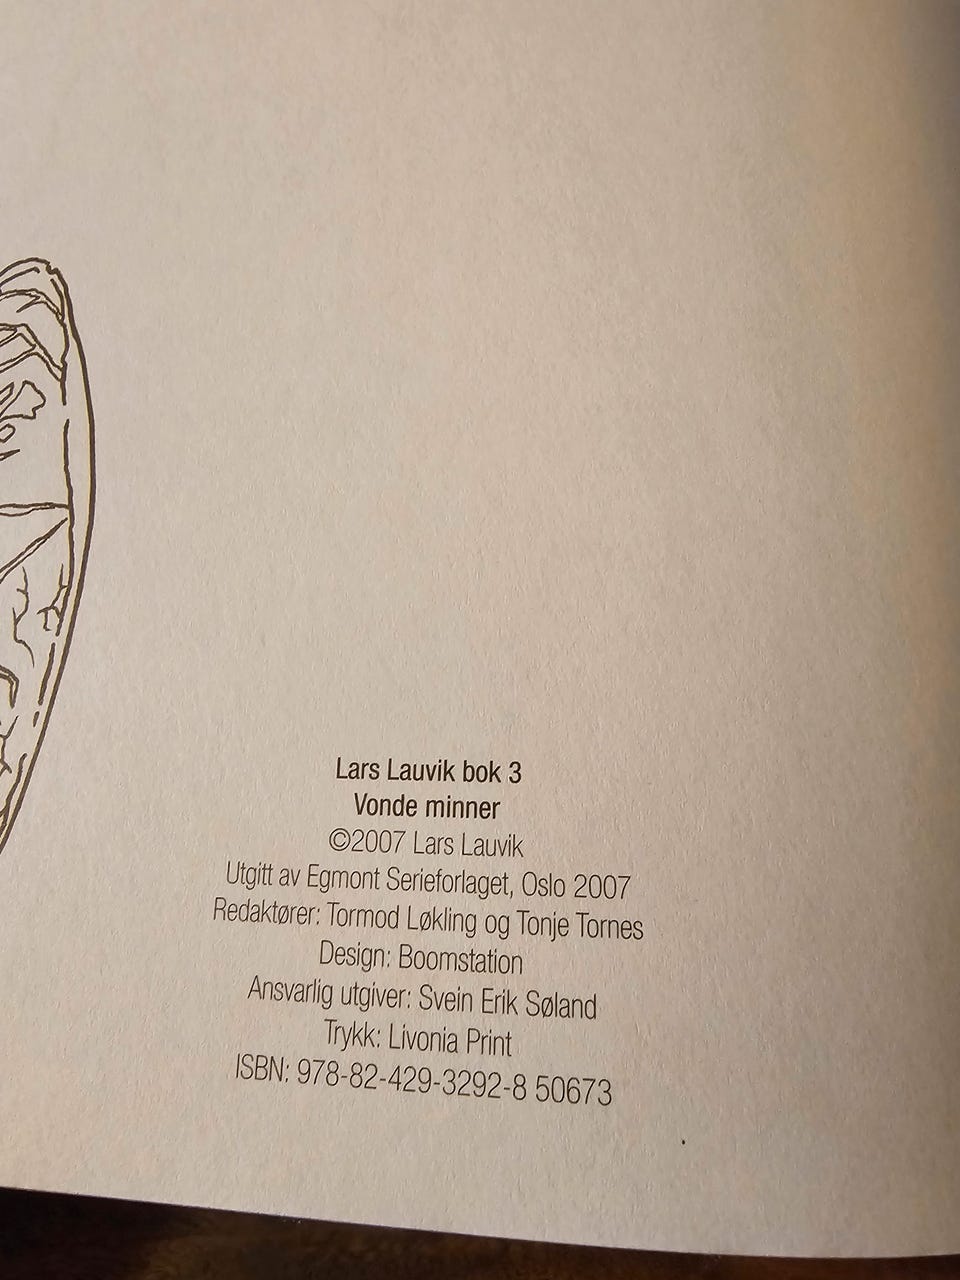 Lars Lauvik bok 3
Vonde minner
©2007 Lars Lauvik
Utgitt av Egmont Serieforlaget, Oslo 2007
Redaktører: Tormod Løkling og Tonje Tornes
Design: Boomstation
Ansvarlig utgiver: Svein Erik Søland
Trykk: Livonia Print
ISBN: 978-82-429-3292-8 50673